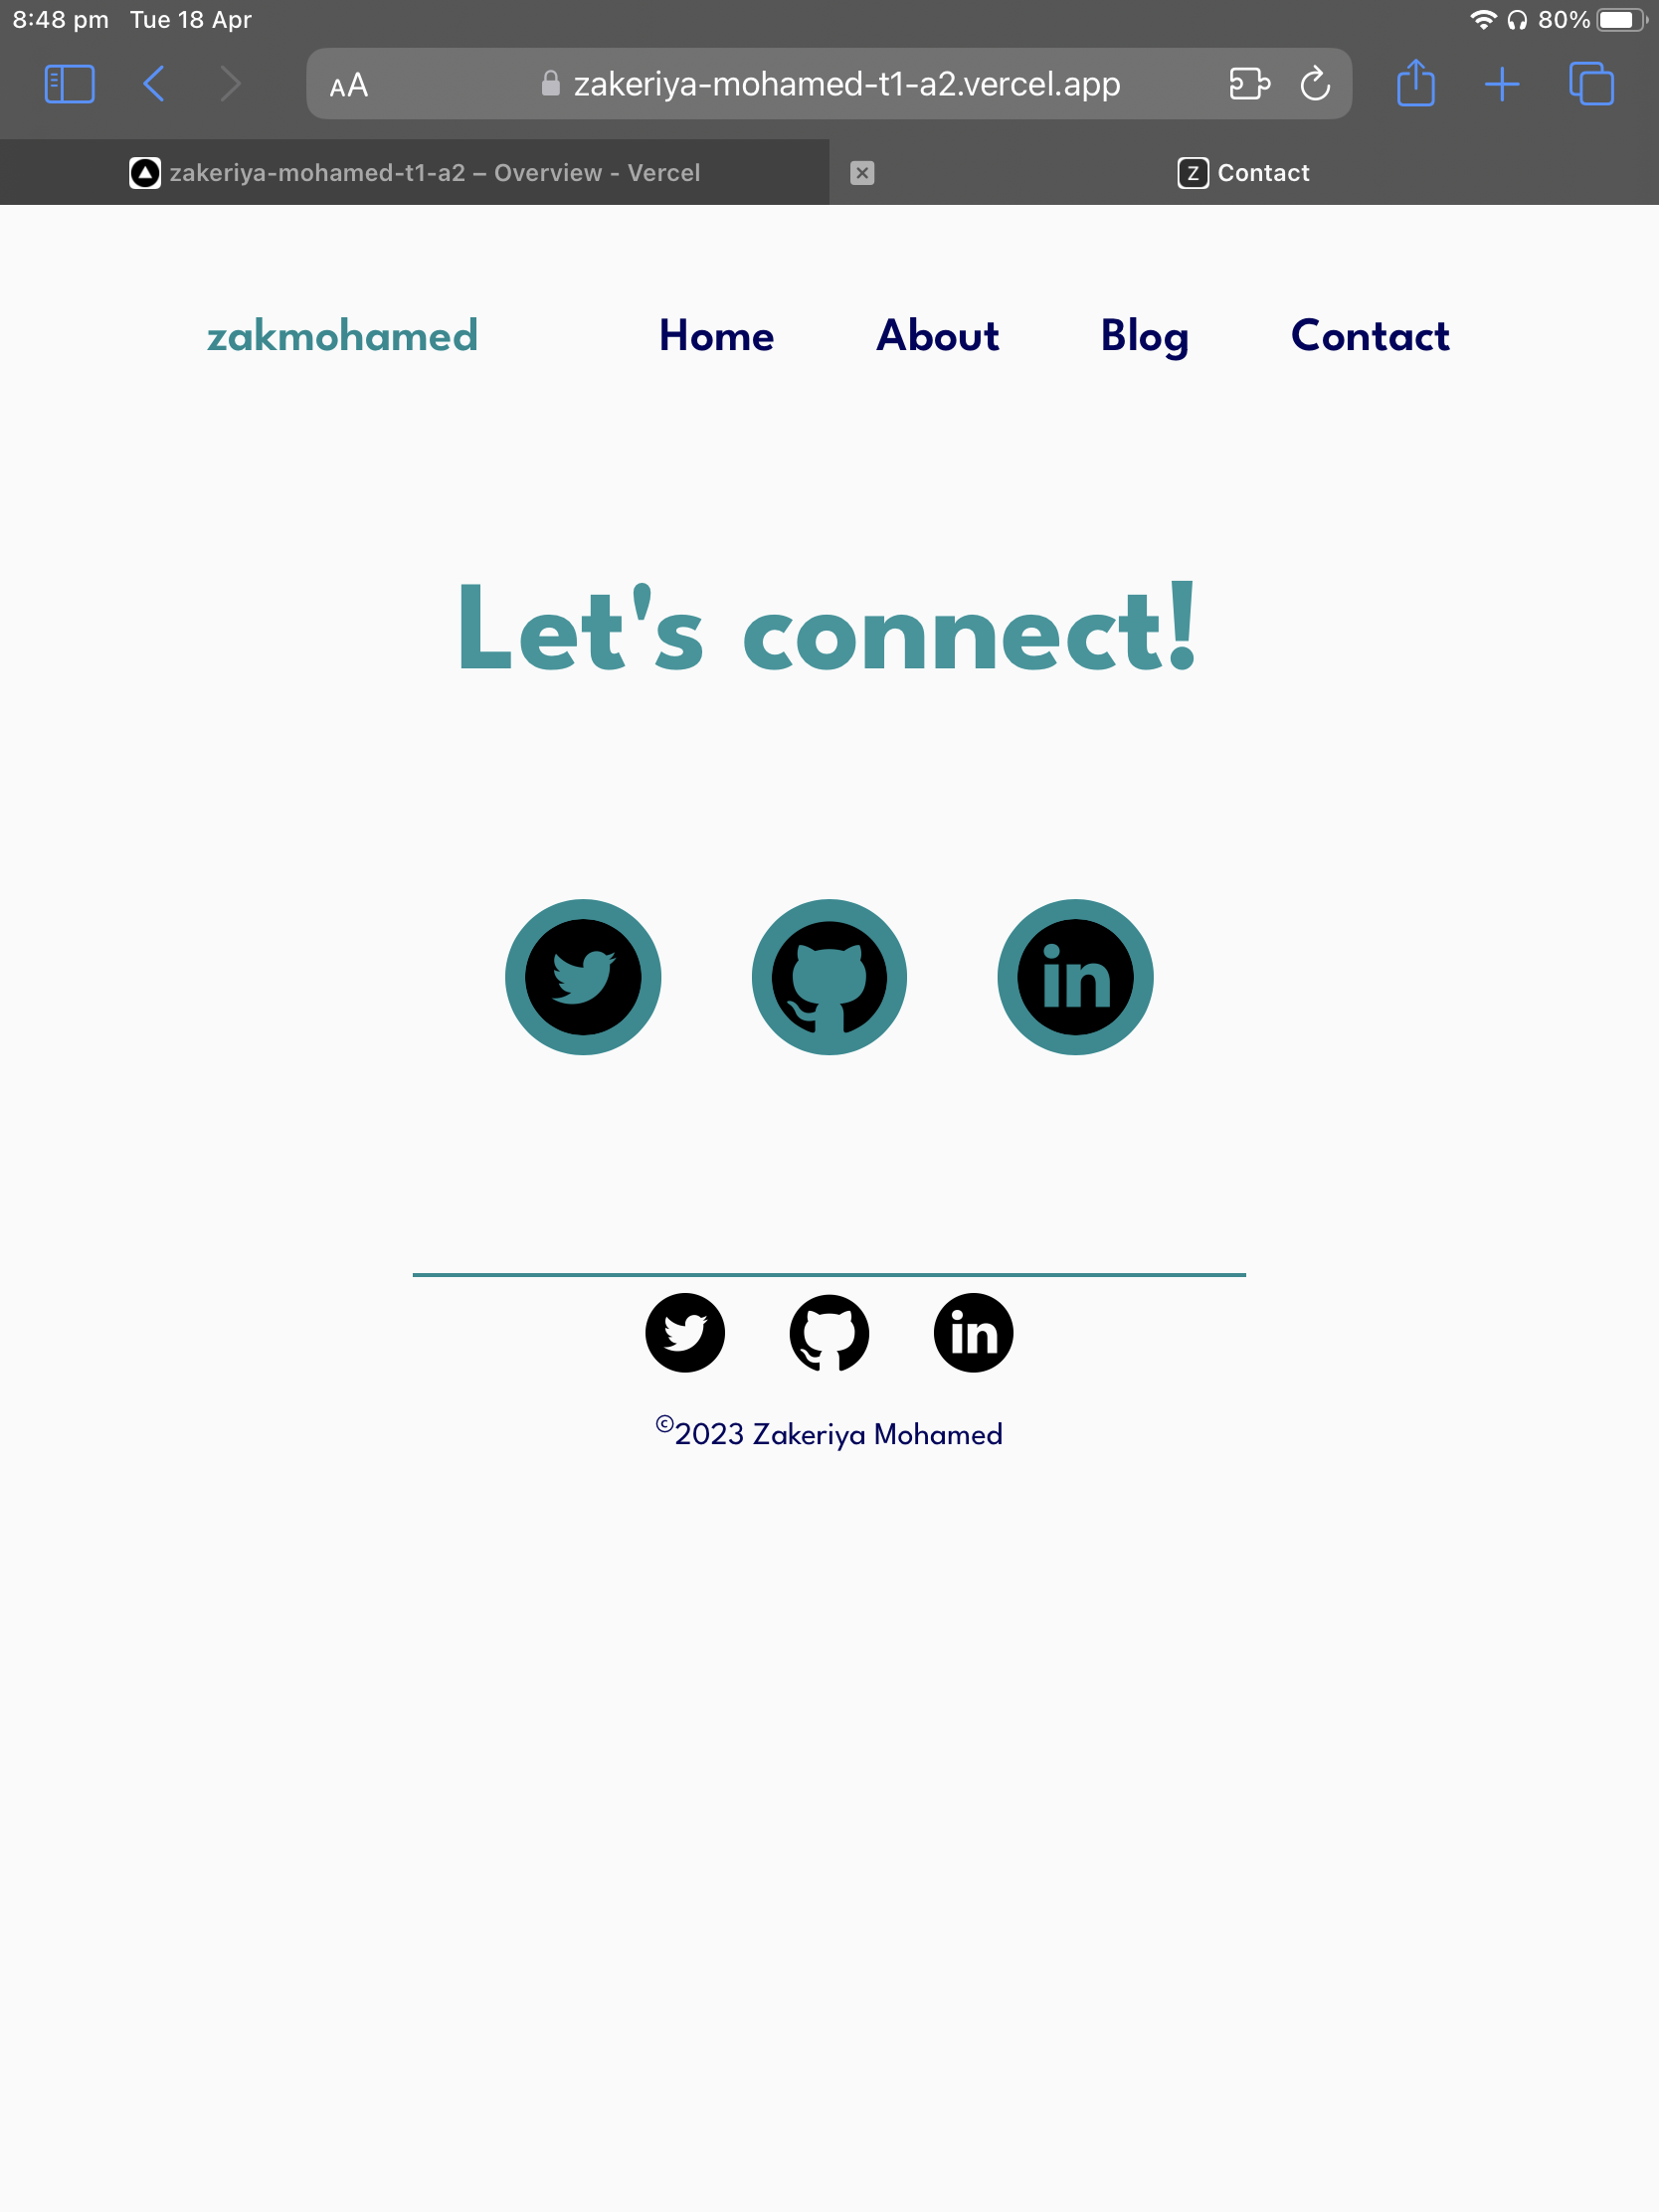 8:48 pm Tue 18 Apr 80%
AA zakeriya-mohamed-t1-a2.vercel.app
zakeriya-mohamed-t1-a2 – Overview - Vercel Z Contact
zakmohamed Home About Blog Contact
Let's connect!
in
in
©2023 Zakeriya Mohamed